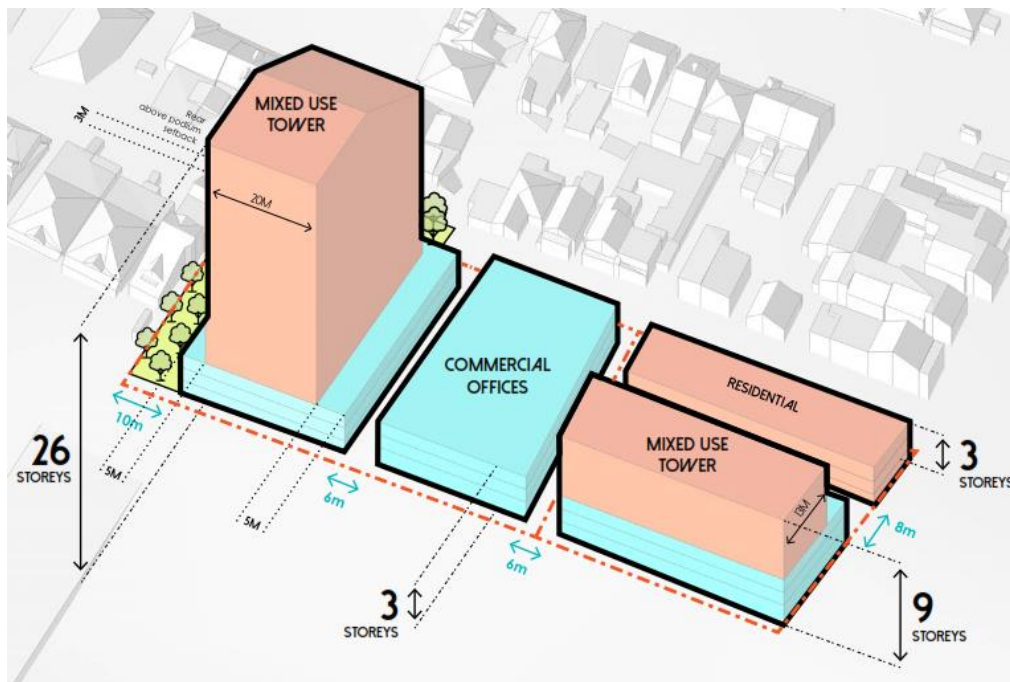 MIXED USE
TOWER
3M
Rear
above podium
setback
20M
COMMERCIAL
OFFICES
RESIDENTIAL
MIXED USE
TOWER
13M
10m
26
STOREYS
5M
6m
5M
6m
3
STOREYS
8m
3
STOREYS
9
STOREYS